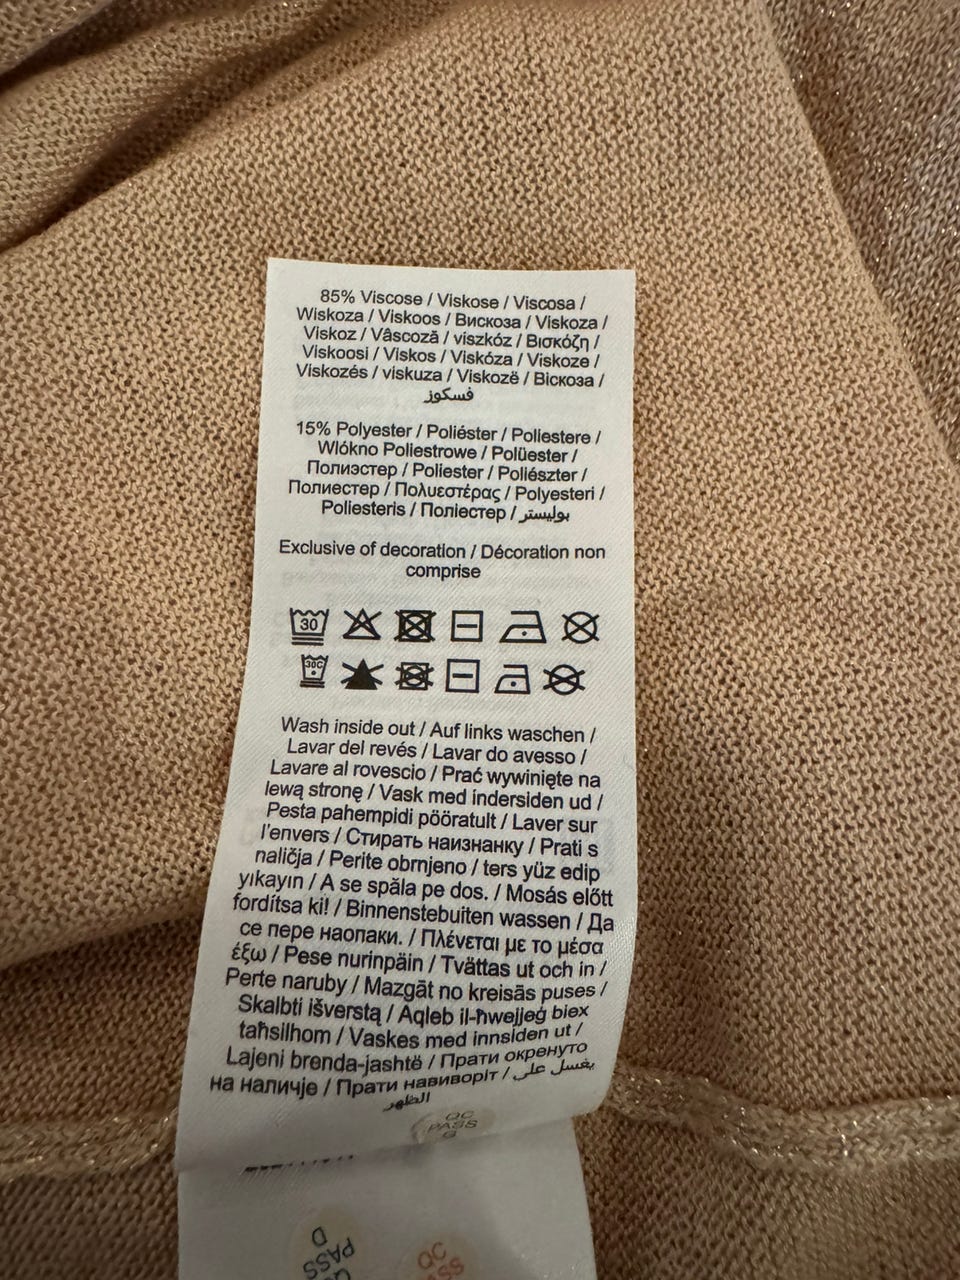 85% Viscose / Viskose / Viscosa /
Wiskoza / Viskoos / Вискоза / Viskoza /
Viskoz / Vâscoză / viszkóz / Βισκόζη /
Viskoosi / Viskos / Viskóza / Viskoze /
Viskozés / viskuza / Viskozë / Віскоза /
فسكوز
15% Polyester / Poliéster / Poliestere /
Wlókno Poliestrowe / Polüester /
Полиэстер / Poliester / Poliészter /
Полиестер / Πολυεστέρας / Polyesteri /
Poliesteris / Поліестер / بوليستر
Exclusive of decoration / Décoration non
comprise
30
30C
Wash inside out / Auf links waschen /
Lavar del revés / Lavar do avesso /
Lavare al rovescio / Prać wywinięte na
lewą stronę / Vask med indersiden ud /
Pesta pahempidi pööratult / Laver sur
l'envers / Стирать наизнанку / Prati s
naličja / Perite obrnjeno / ters yüz edip
yıkayın / A se spăla pe dos. / Mosás előtt
fordítsa ki! / Binnenstebuiten wassen / Да
се пере наопаки. / Πλένεται με το μέσα
έξω / Pese nurinpäin / Tvättas ut och in /
Perte naruby / Mazgāt no kreisās puses /
Skalbti išverstą / Aqleb il-ħwejjeġ biex
taħsilhom / Vaskes med innsiden ut /
Lajeni brenda-jashtë / Прати окренуто
на наличје / Прати навиворіт / يغسل على
الظهر
QC
PASS
G
D
PASS
QC